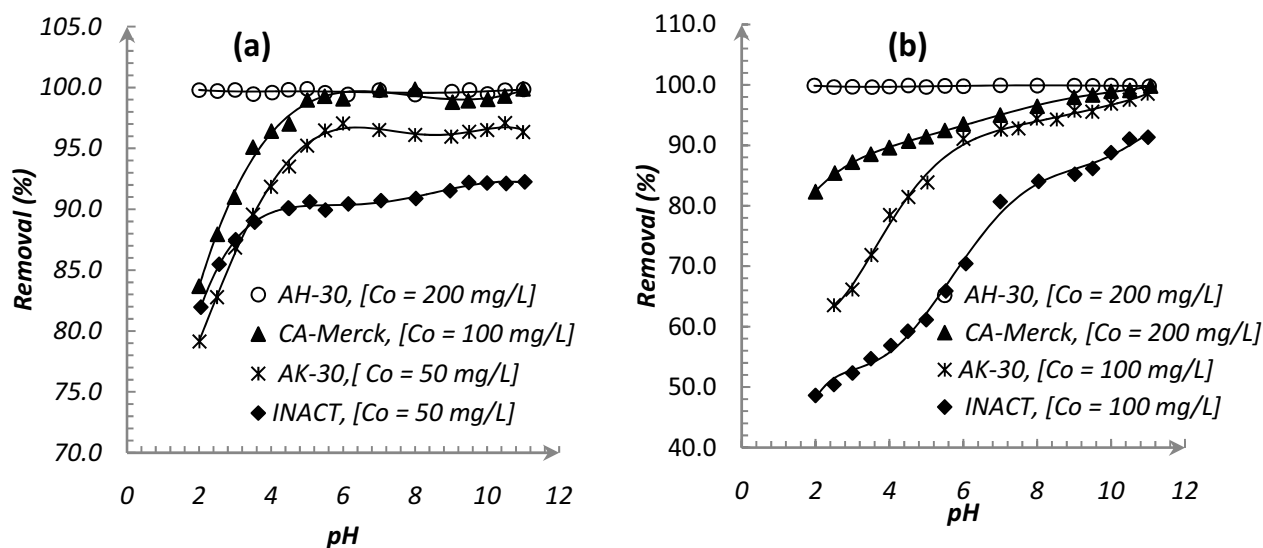 (a)
Removal (%)
105.0
100.0
95.0
90.0
85.0
80.0
75.0
70.0
AH-30, [Co = 200 mg/L]
CA-Merck, [Co = 100 mg/L]
AK-30,[ Co = 50 mg/L]
INACT, [Co = 50 mg/L]
0 2 4 6 8 10 12
pH
(b)
Removal (%)
110.0
100.0
90.0
80.0
70.0
60.0
50.0
40.0
AH-30, [Co = 200 mg/L]
CA-Merck, [Co = 200 mg/L]
AK-30, [Co = 100 mg/L]
INACT, [Co = 100 mg/L]
0 2 4 6 8 10 12
pH